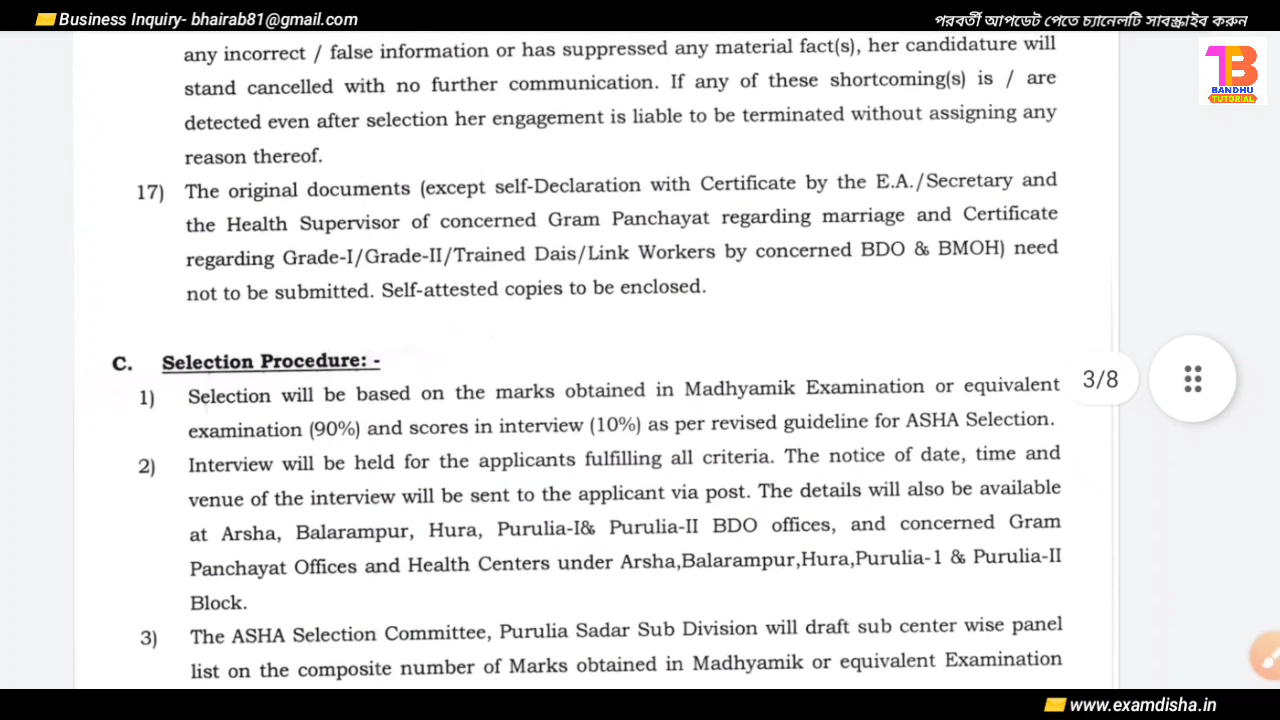 Business Inquiry- bhairab81@gmail.com
পরবর্তী আপডেট পেতে চ্যানেলটি সাবস্ক্রাইব করুন
TB
BANDHU
TUTORIAL
any incorrect / false information or has suppressed any material fact(s), her candidature will
stand cancelled with no further communication. If any of these shortcoming(s) is / are
detected even after selection her engagement is liable to be terminated without assigning any
reason thereof.
17) The original documents (except self-Declaration with Certificate by the E.A./Secretary and
the Health Supervisor of concerned Gram Panchayat regarding marriage and Certificate
regarding Grade-I/Grade-II/Trained Dais/Link Workers by concerned BDO & BMOH) need
not to be submitted. Self-attested copies to be enclosed.
C. Selection Procedure: -
1) Selection will be based on the marks obtained in Madhyamik Examination or equivalent
examination (90%) and scores in interview (10%) as per revised guideline for ASHA Selection.
3/8
2) Interview will be held for the applicants fulfilling all criteria. The notice of date, time and
venue of the interview will be sent to the applicant via post. The details will also be available
at Arsha, Balarampur, Hura, Purulia-I& Purulia-II BDO offices, and concerned Gram
Panchayat Offices and Health Centers under Arsha,Balarampur,Hura,Purulia-1 & Purulia-II
Block.
3) The ASHA Selection Committee, Purulia Sadar Sub Division will draft sub center wise panel
list on the composite number of Marks obtained in Madhyamik or equivalent Examination
www.examdisha.in